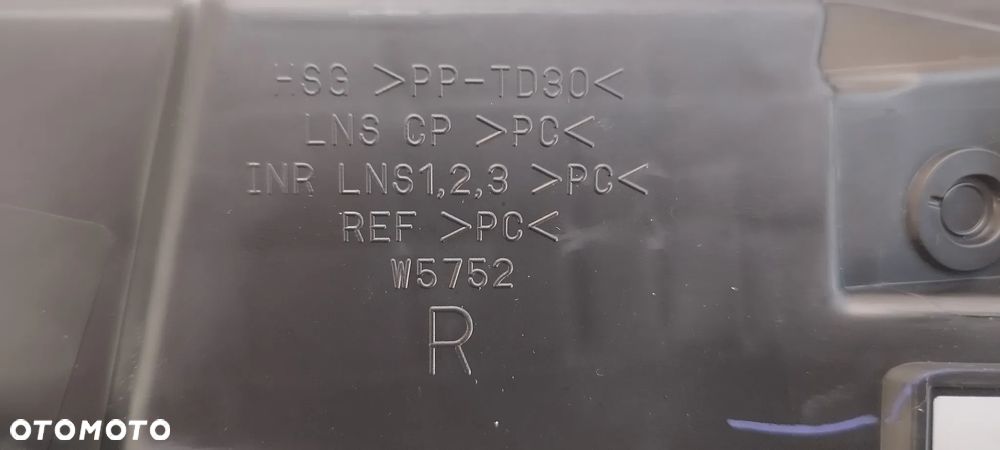 HSG >PP-TD30<
LNS CP >PC<
INR LNS1,2,3 >PC<
REF >PC<
W5752
R
OTOMOTO